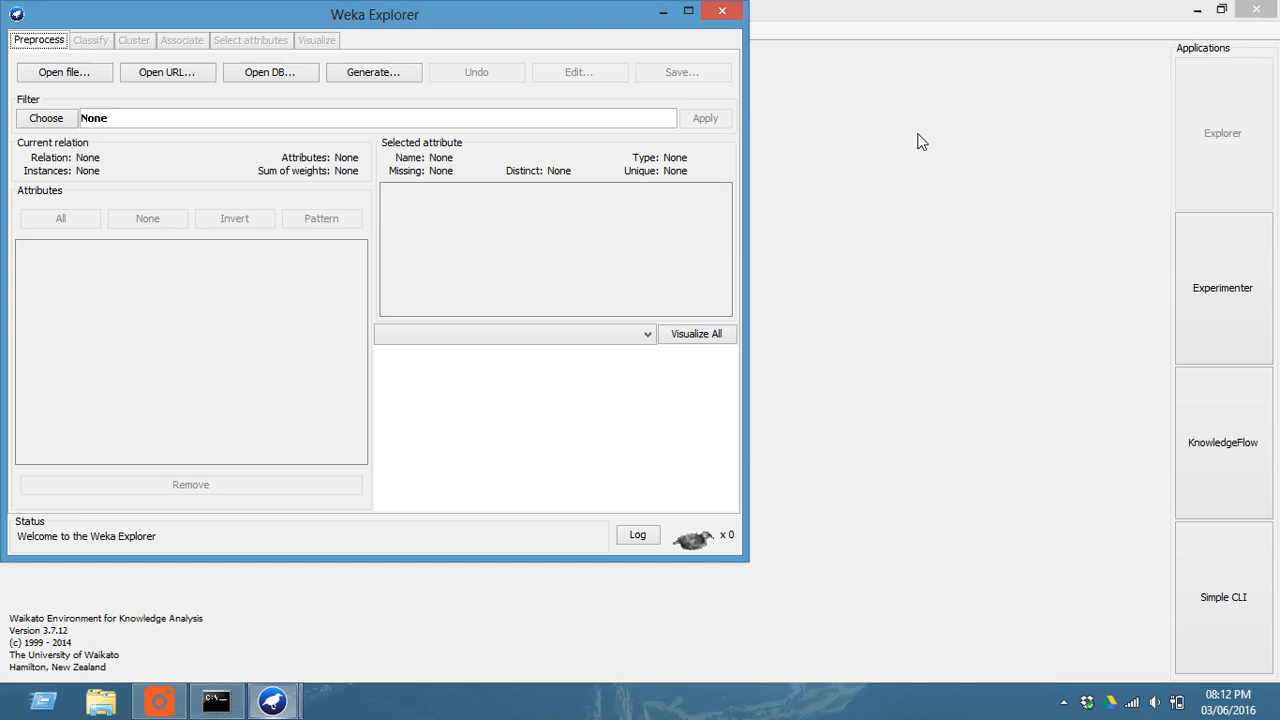 Weka Explorer
Preprocess Classify Cluster Associate Select attributes Visualize
Open file... Open URL... Open DB... Generate... Undo Edit... Save...
Filter
Choose None Apply
Current relation
Relation: None Attributes: None
Instances: None Sum of weights: None
Selected attribute
Name: None Type: None
Missing: None Distinct: None Unique: None
Attributes
All None Invert Pattern
Visualize All
Remove
Status
Welcome to the Weka Explorer
Log x 0
Applications
Explorer
Experimenter
KnowledgeFlow
Simple CLI
Waikato Environment for Knowledge Analysis
Version 3.7.12
(c) 1999 - 2014
The University of Waikato
Hamilton, New Zealand
C:\_
08:12 PM
03/06/2016